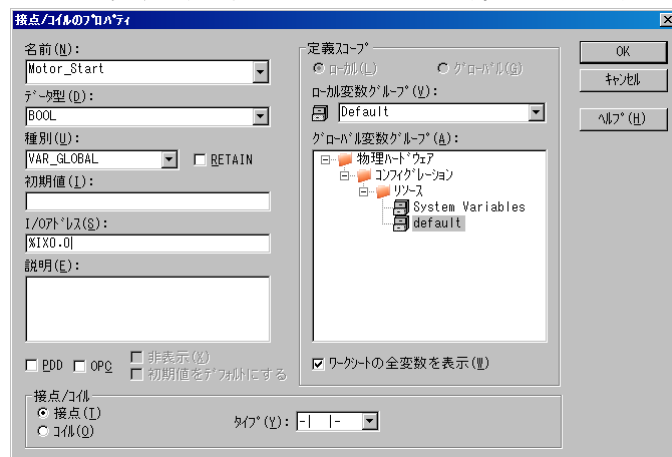 接点/コイルのプロパティ
名前(N):
Motor_Start
データ型(D):
BOOL
種別(U):
VAR_GLOBAL
RETAIN
初期値(I):
I/Oアドレス(S):
%IX0.0
説明(E):
PDD
OPC
非表示(X)
初期値をデフォルトにする
定義スコープ
ローカル(L)
グローバル(G)
ローカル変数グループ(V):
Default
グローバル変数グループ(A):
物理ハードウェア
コンフィグレーション
リソース
System Variables
default
ワークシートの全変数を表示(W)
接点/コイル
接点(T)
コイル(O)
タイプ(Y):
-| |-
OK
キャンセル
ヘルプ(H)